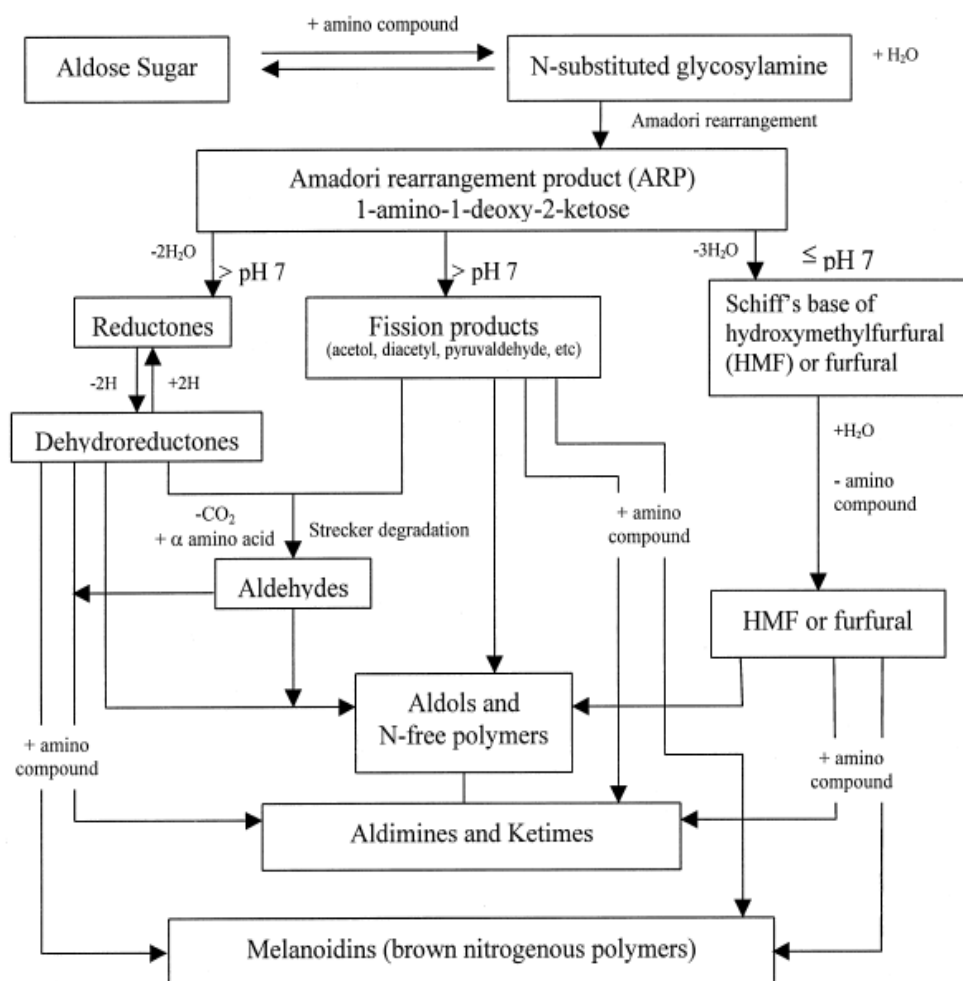 + amino compound
Aldose Sugar
N-substituted glycosylamine
+ H₂O
Amadori rearrangement
Amadori rearrangement product (ARP)
1-amino-1-deoxy-2-ketose
-2H₂O
> pH 7
> pH 7
-3H₂O
≤ pH 7
Reductones
Fission products
(acetol, diacetyl, pyruvaldehyde, etc)
Schiff's base of
hydroxymethylfurfural
(HMF) or furfural
-2H
+2H
Dehydroreductones
+H₂O
- amino
compound
-CO₂
+ α amino acid
Strecker degradation
+ amino
compound
Aldehydes
HMF or furfural
Aldols and
N-free polymers
+ amino
compound
+ amino
compound
Aldimines and Ketimes
Melanoidins (brown nitrogenous polymers)